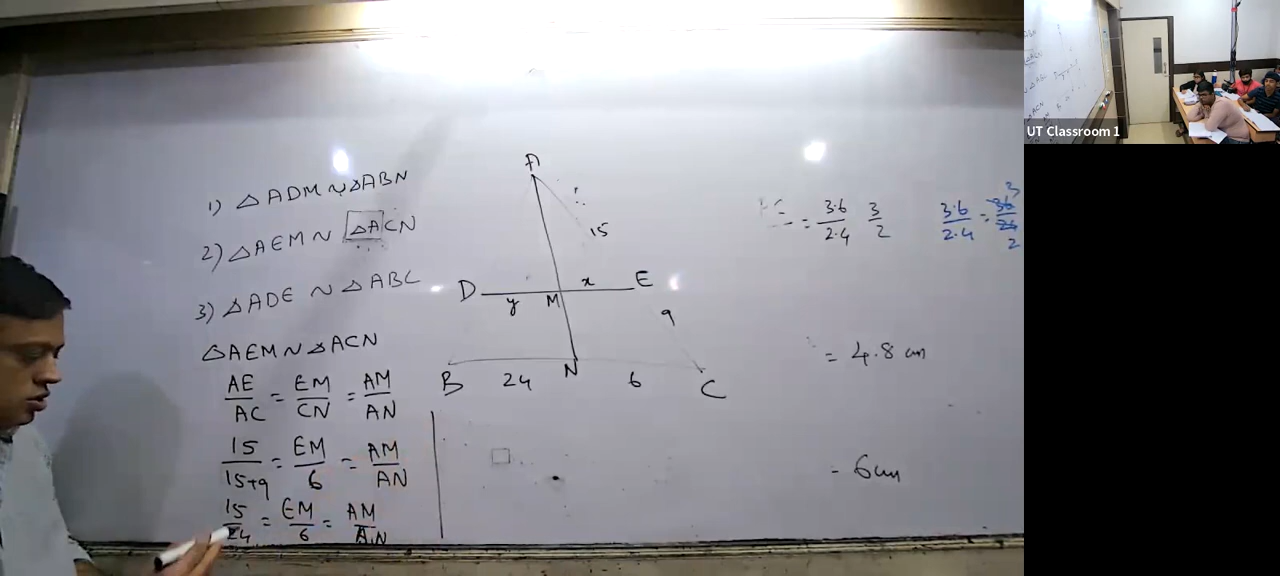 1) △ADM ~ △ABN
2) △AEM ~ △ACN
3) △ADE ~ △ABC
△AEM ~ △ACN
AE/AC = EM/CN = AM/AN
15/15+9 = EM/6 = AM/AN
15/24 = EM/6 = AM/AN
A
15
D E
y M x
9
B 24 N 6 C
= 3.6/2.4 3/2
3.6/2.4 = 36/24 3 2
= 4.8 cm
= 6cm
UT Classroom 1